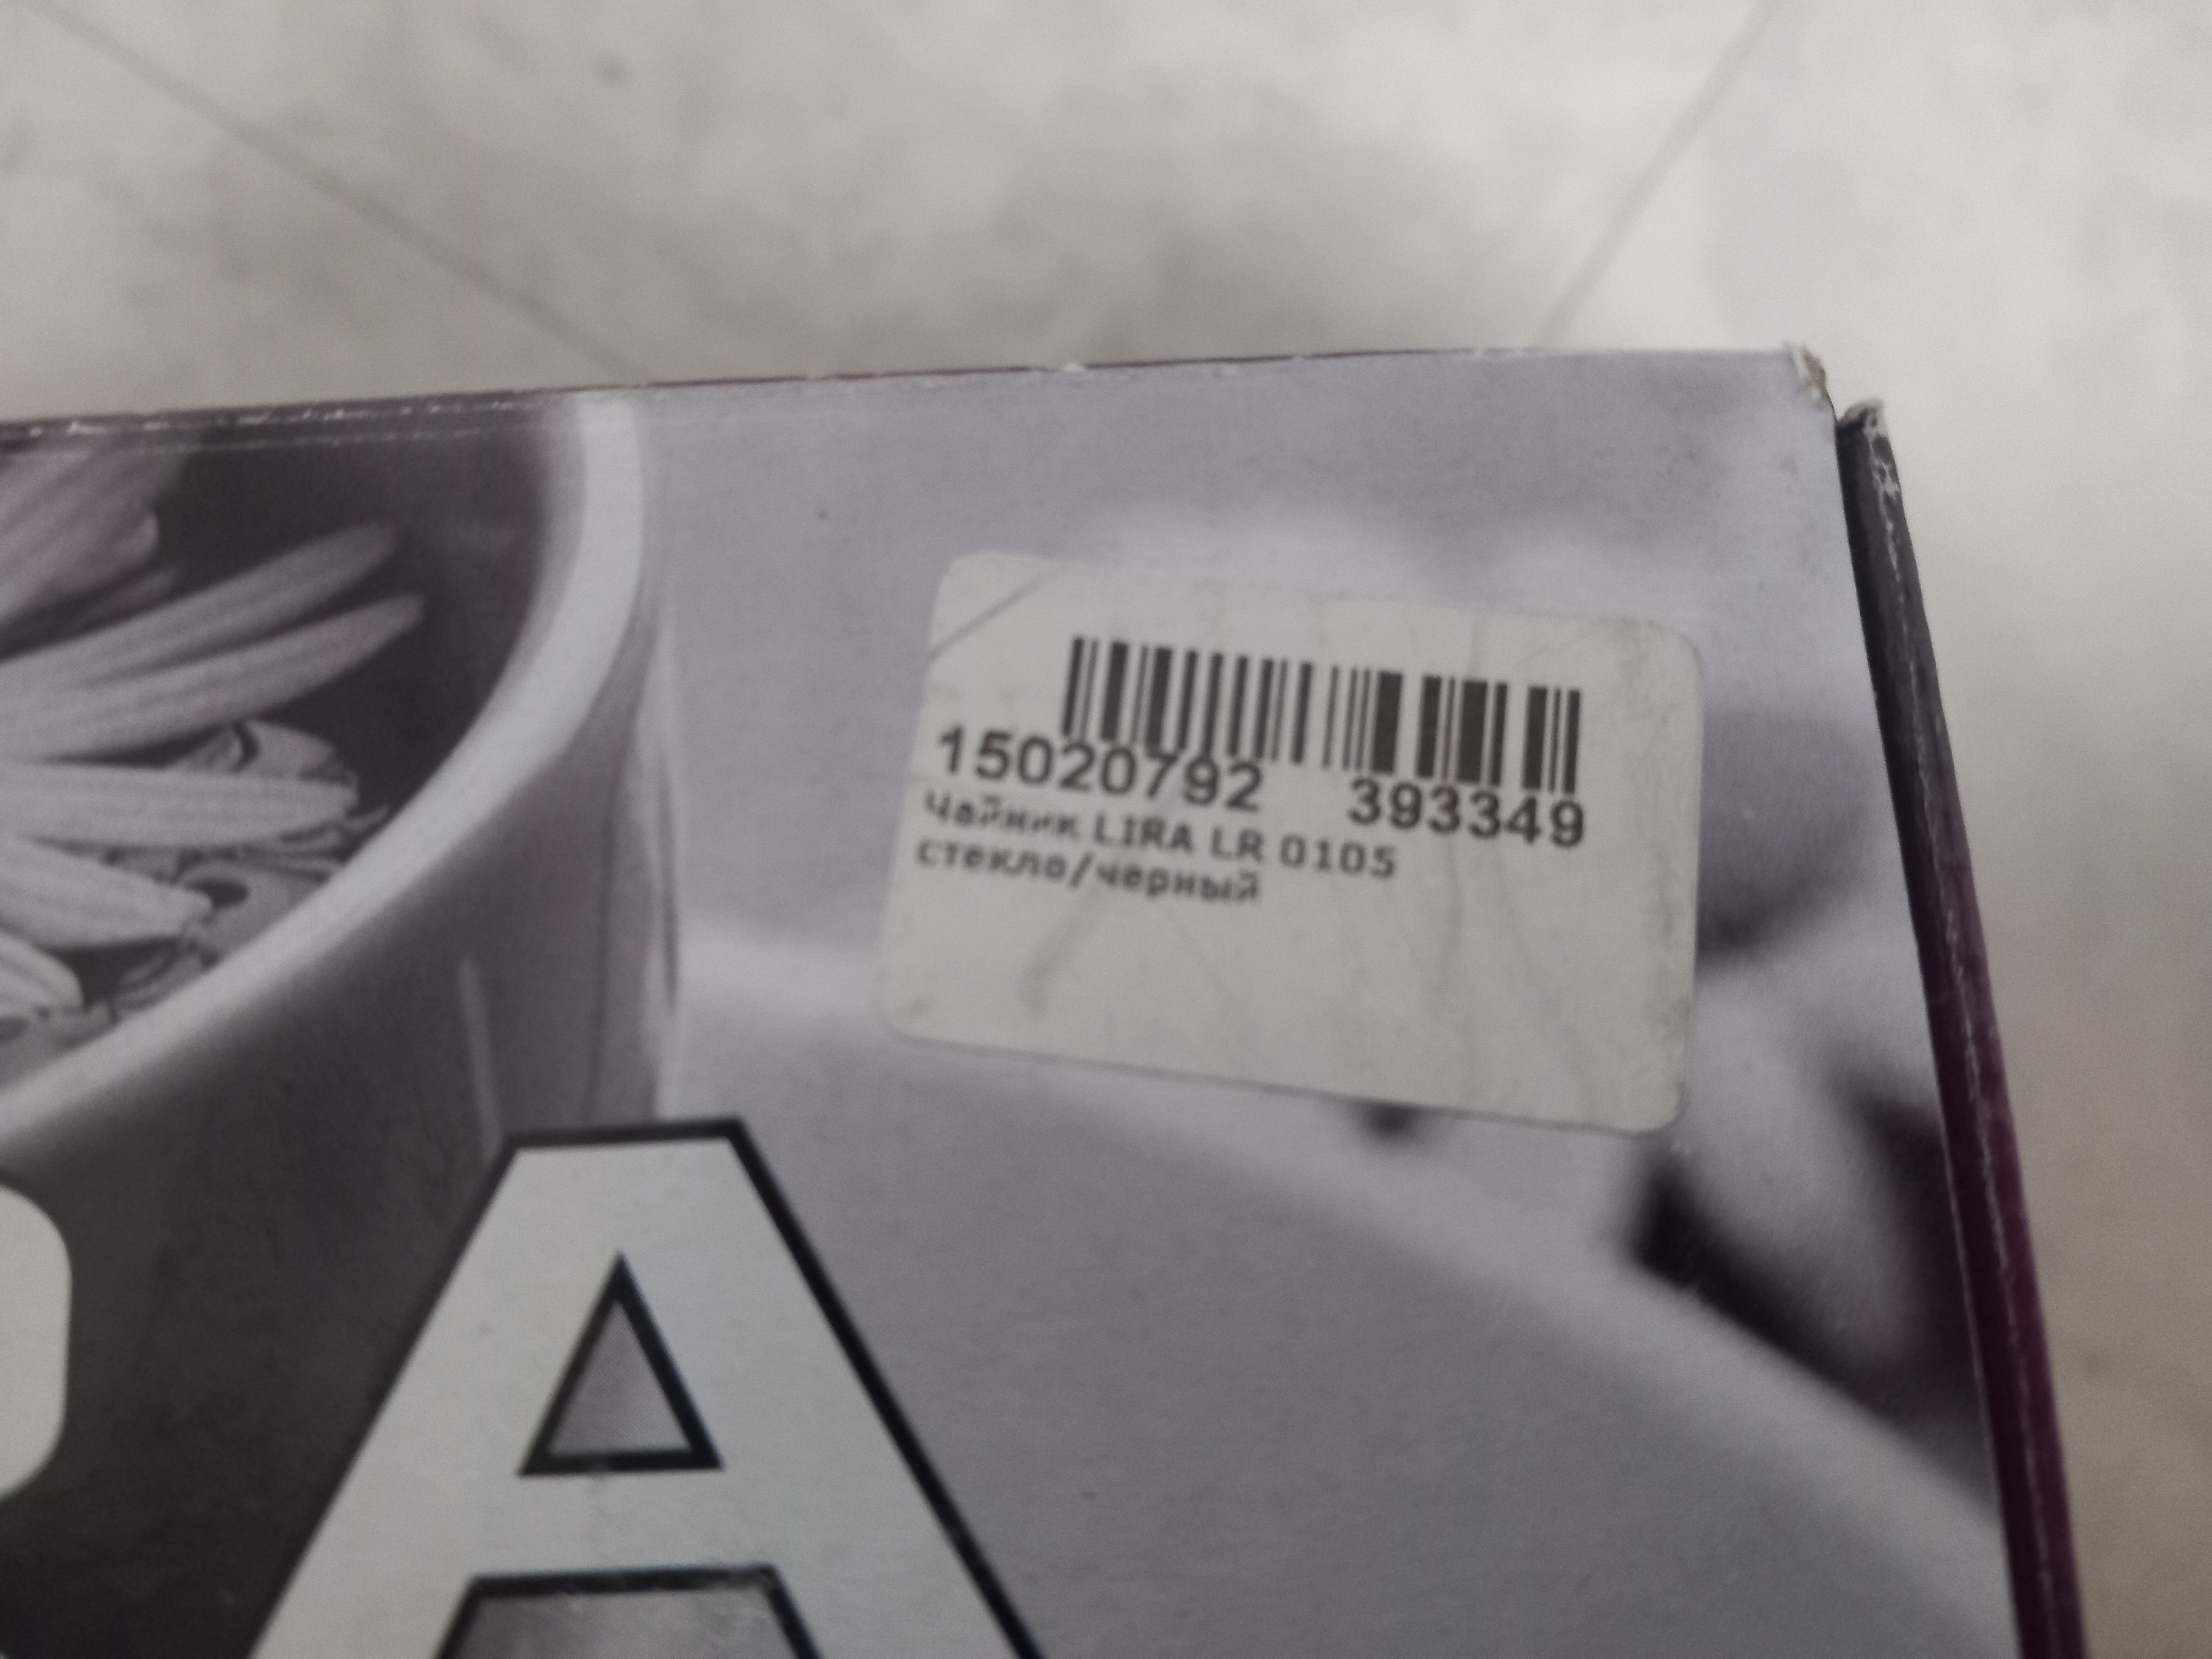 15020792 393349
Чайник LIRA LR 0105
стекло/черный
A